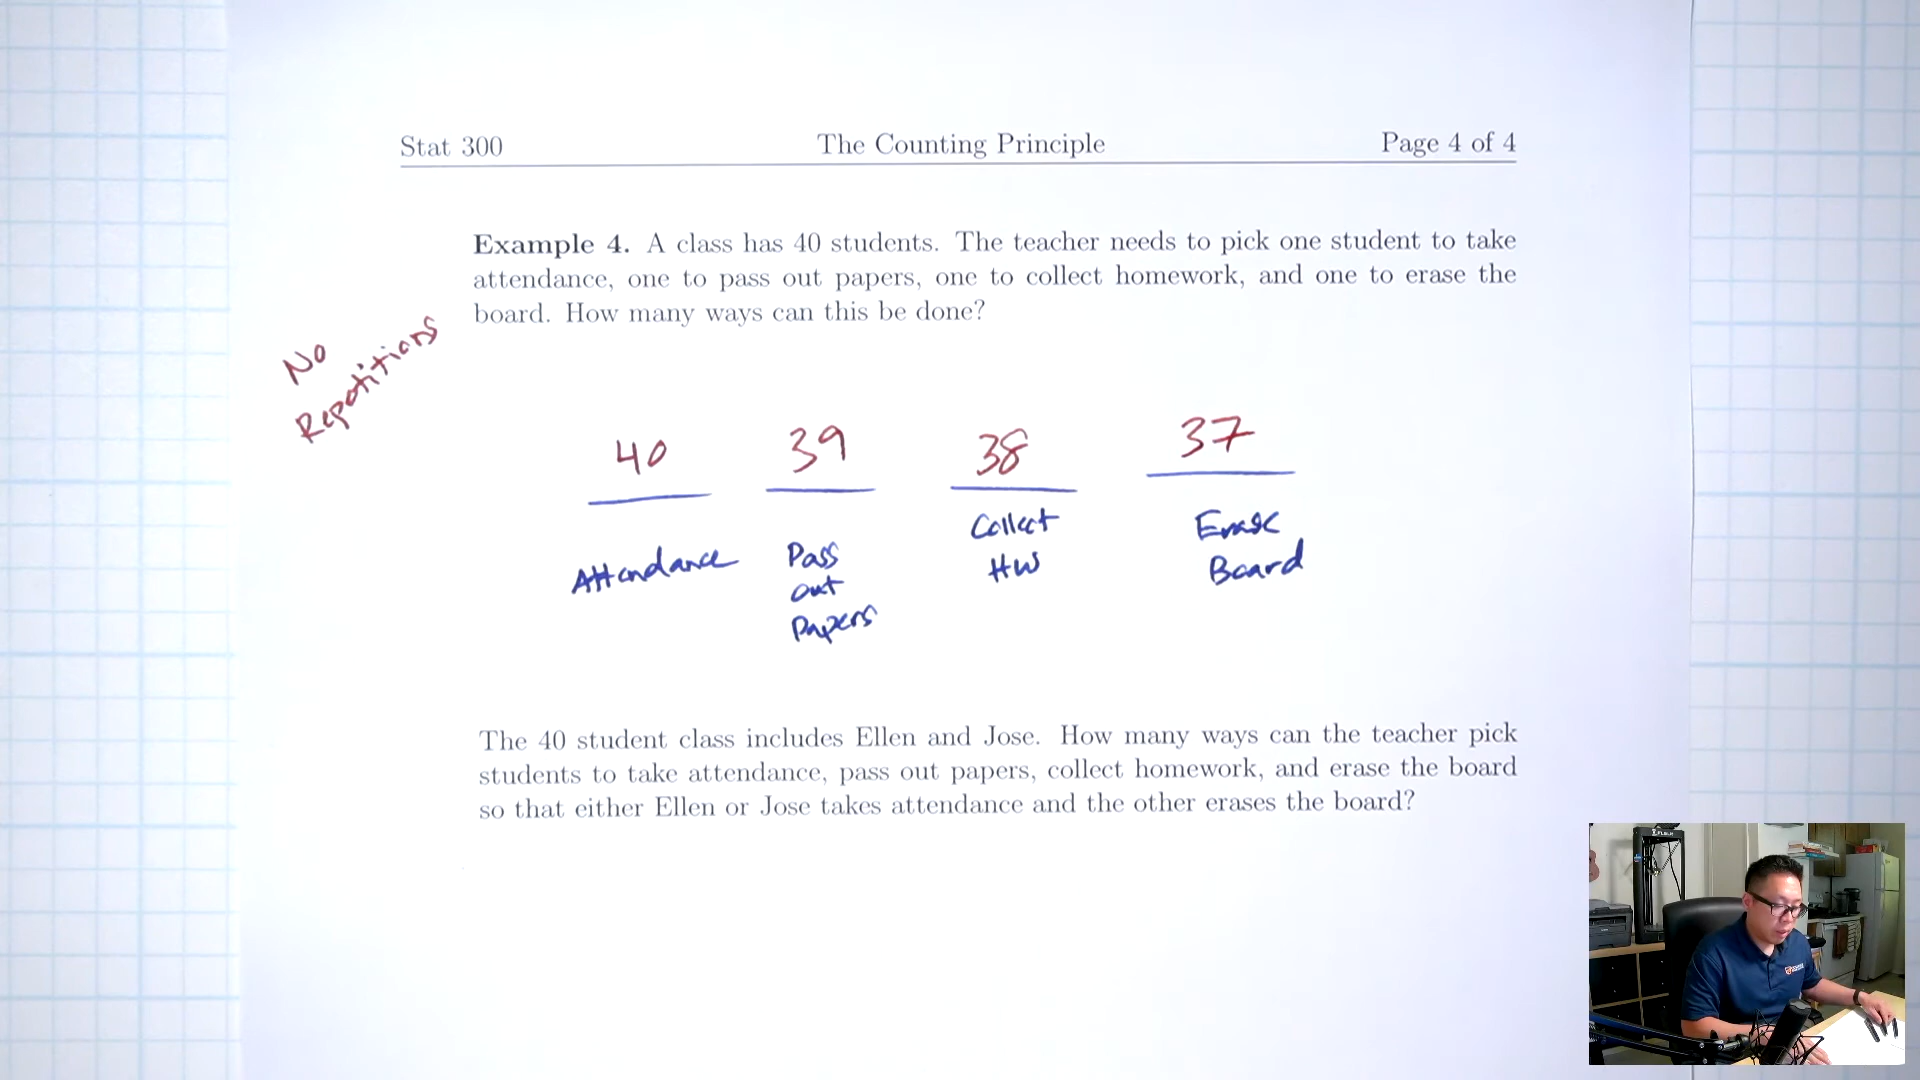 Stat 300 The Counting Principle Page 4 of 4
Example 4. A class has 40 students. The teacher needs to pick one student to take
attendance, one to pass out papers, one to collect homework, and one to erase the
board. How many ways can this be done?
No
Repotitions
40 39 38 37
Attendance
Pass
out
Papers
Collect
HW
Erase
Board
The 40 student class includes Ellen and Jose. How many ways can the teacher pick
students to take attendance, pass out papers, collect homework, and erase the board
so that either Ellen or Jose takes attendance and the other erases the board?